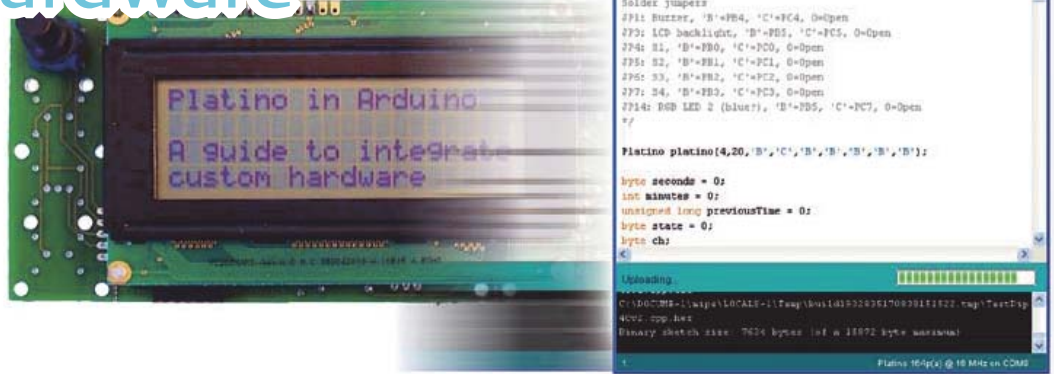 ardware
Platino in Arduino
A guide to integrate
custom hardware
Solder jumpers
JP1: Buzzer, 'B'=PB4, 'C'=PC4, 0=Open
JP3: LCD backlight, 'B'=PB5, 'C'=PC5, 0=Open
JP4: S1, 'B'=PB0, 'C'=PC0, 0=Open
JP5: S2, 'B'=PB1, 'C'=PC1, 0=Open
JP6: S3, 'B'=PB2, 'C'=PC2, 0=Open
JP7: S4, 'B'=PB3, 'C'=PC3, 0=Open
JP14: RGB LED 2 (blue?), 'B'=PB5, 'C'=PC7, 0=Open
*/
Platino platino(4,20,'B','C','B','B','B','B','B');
byte seconds = 0;
int minutes = 0;
unsigned long previousTime = 0;
byte state = 0;
byte ch;
Uploading...
Binary sketch size: 7624 bytes (of a 15872 byte maximum)
1
Platino 164p(a) @ 16 MHz on COM8